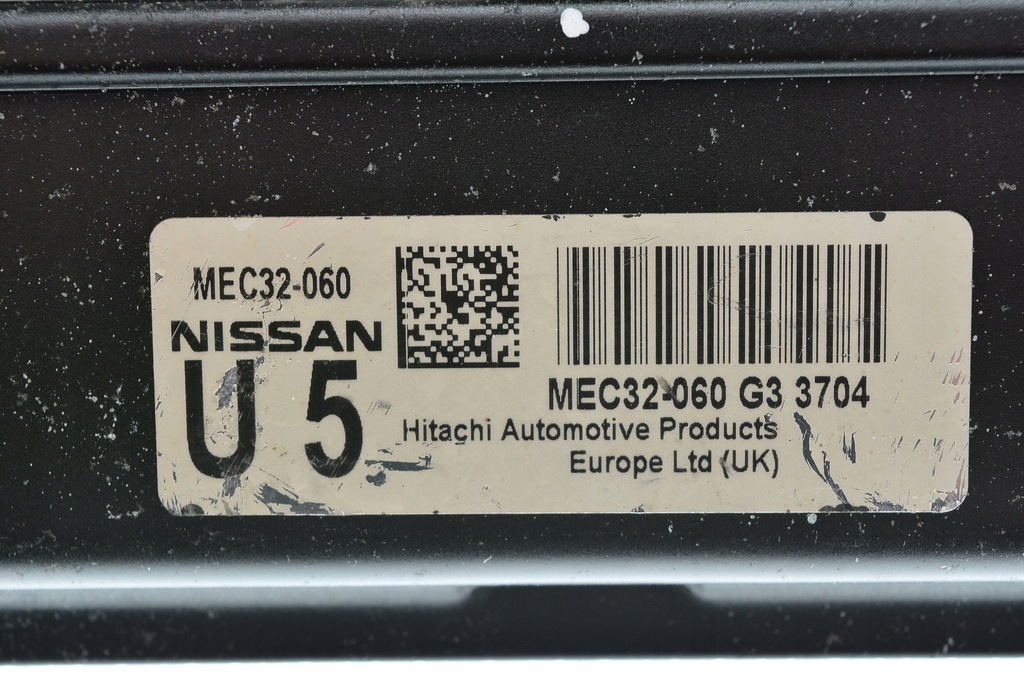 MEC32-060
NISSAN
U 5
MEC32-060 G3 3704
Hitachi Automotive Products
Europe Ltd (UK)